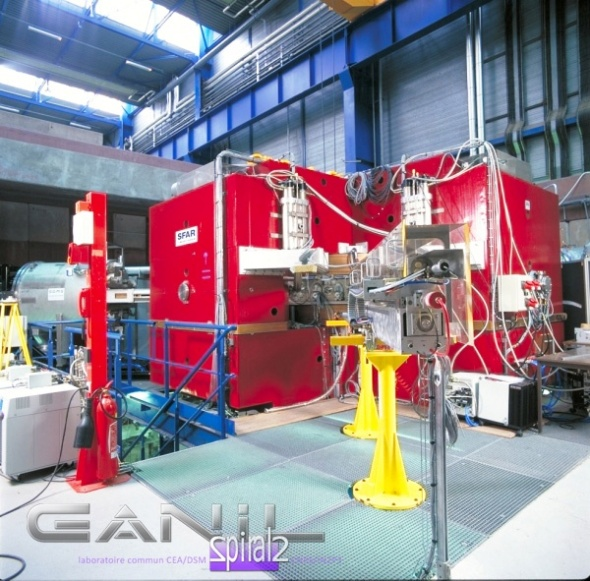 SFAR
GANIL
Spiral2
laboratoire commun CEA/DSM